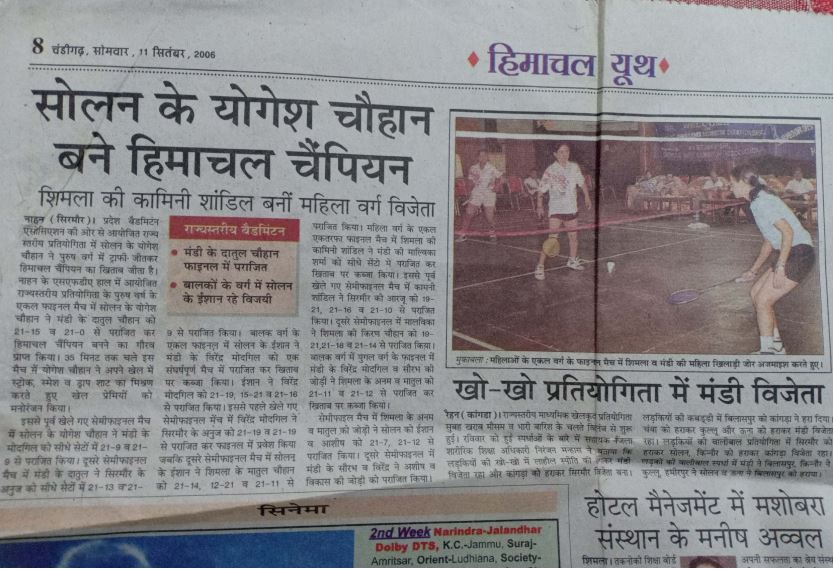 8 चंडीगढ़, सोमवार, 11 सितंबर, 2006
हिमाचल यूथ
सोलन के योगेश चौहान
बने हिमाचल चैंपियन
शिमला की कामिनी शांडिल बनीं महिला वर्ग विजेता
नाहन (सिरमौर)। प्रदेश बैडमिंटन
एसोसिएशन की ओर से आयोजित राज्य
स्तरीय प्रतियोगिता में सोलन के योगेश
चौहान ने पुरुष वर्ग में ट्राफी जीतकर
हिमाचल चैंपियन का खिताब जीता है।
नाहन के एसएफडीए हाल में आयोजित
राज्यस्तरीय प्रतियोगिता के पुरुष वर्ष के
एकल फाइनल मैच में सोलन के योगेश
चौहान ने मंडी के दातुल चौहान को
21-15 व 21-0 से पराजित कर
हिमाचल चैंपियन बनने का गौरव
प्राप्त किया। 35 मिनट तक चले इस
मैच में योगेश चौहान ने अपने खेल में
स्ट्रोक, स्मेश व ड्राप शाट का मिश्रण
करते हुए खेल प्रेमियों को
मनोरंजन किया।
इससे पूर्व खेले गए सेमीफाइनल मैच
में सोलन के योगेश चौहान ने मंडी के
मोदगिल को सीधे सेटों में 21-9 व 21-
9 से पराजित किया। दूसरे सेमीफाइनल
मैच में मंडी के दातुल ने सिरमौर के
अनुज को सीधे सेटों में 21-13 व 21-
राज्यस्तरीय बैडमिंटन
मंडी के दातुल चौहान
फाइनल में पराजित
बालकों के वर्ग में सोलन
के ईशान रहे विजयी
9 से पराजित किया। बालक वर्ग के
एकल फाइनल में सोलन के ईशान ने
मंडी के विरेंद्र मोदगिल को एक
संघर्षपूर्ण मैच में पराजित कर खिताब
पर कब्जा किया। ईशान ने विरेंद्र
मोदगिल को 21-19, 15-21 व 21-16
से पराजित किया। इससे पहले खेले गए
सेमीफाइनल मैच में विरेंद्र मोदगिल ने
सिरमौर के अनुज को 21-19 व 21-19
से पराजित कर फाइनल में प्रवेश किया
जबकि दूसरे सेमीफाइनल मैच में सोलन
के ईशान ने शिमला के मातुल चौहान
को 21-14, 12-21 व 21-11 से
पराजित किया। महिला वर्ग के एकल
एकतरफा फाइनल मैच में शिमला की
कामिनी शांडिल ने मंडी की मालिका
शर्मा को सीधे सेटों मे पराजित कर
खिताब पर कब्जा किया। इससे पूर्व
खेले गए सेमीफाइनल मैच में कामनी
शांडिल ने सिरमौर की आरजू को 19-
21, 21-16 व 21-10 से पराजित
किया। दूसरे सेमीफाइनल में मालविका
ने शिमला की किरण चौहान को 19-
21,21-18 व 21-14 से पराजित किया।
बालक वर्ग में युगल वर्ग के फाइनल में
मंडी के विरेंद्र मोदगिल व सौरभ की
जोड़ी ने शिमला के अनम व मातुल को
21-11 व 21-12 से पराजित कर
खिताब पर कब्जा किया।
सेमीफाइनल मैच में शिमला के अनम
व मातुल की जोड़ी ने सोलन को ईशान
व आशीप को 21-7, 21-12 से
पराजित किया। दूसरे सेमीफाइनल में
मंडी के सौरभ व विरेंद्र ने अशीप व
विकास की जोड़ी को पराजित किया।
मुकाबला : महिलाओं के एकल वर्ग के फाइनल मैच में शिमला व मंडी की महिला खिलाड़ी जोर अजमाइश करते हुए।
खो-खो प्रतियोगिता में मंडी विजेता
रैहन (कांगडा)। राज्यस्तरीय माध्यमिक खेलकूद प्रतियोगिता
सुबह खराब मौसम व भारी बारिश के चलते विलंब से शुरू
हुई। रविवार को हुई स्पर्धाओं के बारे में सहायक
शारीरिक शिक्षा अधिकारी निरंजन ने बताया कि
लड़कियों की खो-खो में लाहौल स्पीति को हराकर मंडी
विजेता रहा और कांगड़ा को हराकर सिरमौर विजेता बना।
लड़कियों की कबड्डी में बिलासपुर को कांगड़ा ने हरा दिया।
चंबा को हराकर कुल्लू और ऊना को हराकर मंडी विजेता
रहा। लड़कियों की वालीबाल प्रतियोगिता में सिरमौर को
हराकर सोलन, किन्नौर को हराकर कांगड़ा विजेता रहा।
लड़कों की वालीबाल स्पर्धा में मंडी ने बिलासपुर, किन्नौर ने
कुल्लू, हमीरपुर ने सोलन व ऊना ने बिलासपुर को हराया।
होटल मैनेजमेंट में मशोबरा
संस्थान के मनीष अव्वल
शिमला। तकनीकी शिक्षा बोर्ड
अपनी सफलता का श्रेय संस्थ
सिनेमा
2nd Week Narindra-Jalandhar
Dolby DTS, K.C.-Jammu, Suraj-
Amritsar, Orient-Ludhiana, Society-